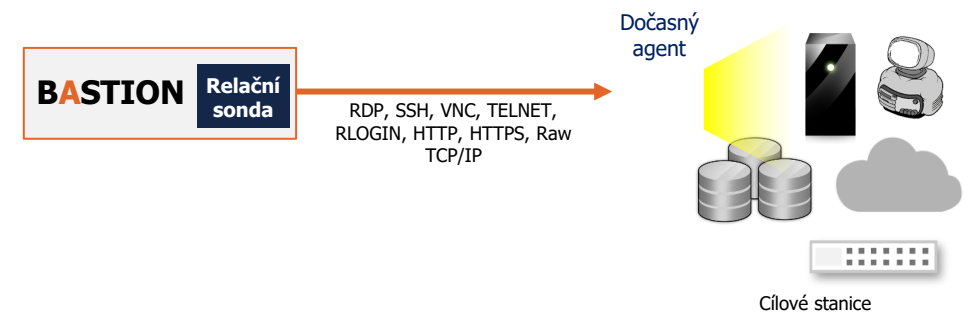 Dočasný
agent
BASTION
Relační
sonda
RDP, SSH, VNC, TELNET,
RLOGIN, HTTP, HTTPS, Raw
TCP/IP
Cílové stanice